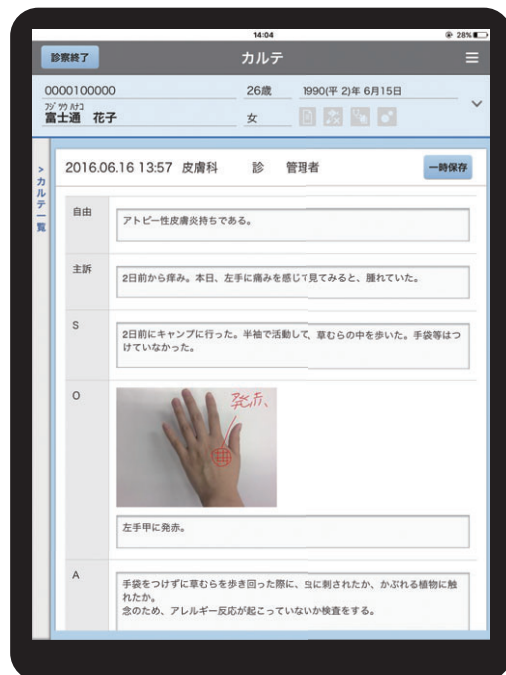 14:04
28%
診察終了
カルテ
0000100000
26歳
1990(平 2)年 6月15日
ﾌｼﾞﾂｳ ﾊﾅｺ
富士通 花子
女
> カルテ一覧
2016.06.16 13:57 皮膚科 診 管理者
一時保存
自由
アトピー性皮膚炎持ちである。
主訴
2日前から痒み。本日、左手に痛みを感じて見てみると、腫れていた。
S
2日前にキャンプに行った。半袖で活動して、草むらの中を歩いた。手袋等はつ
けていなかった。
O
発赤、
左手甲に発赤。
A
手袋をつけずに草むらを歩き回った際に、虫に刺されたか、かぶれる植物に触
れたか。
念のため、アレルギー反応が起こっていないか検査をする。